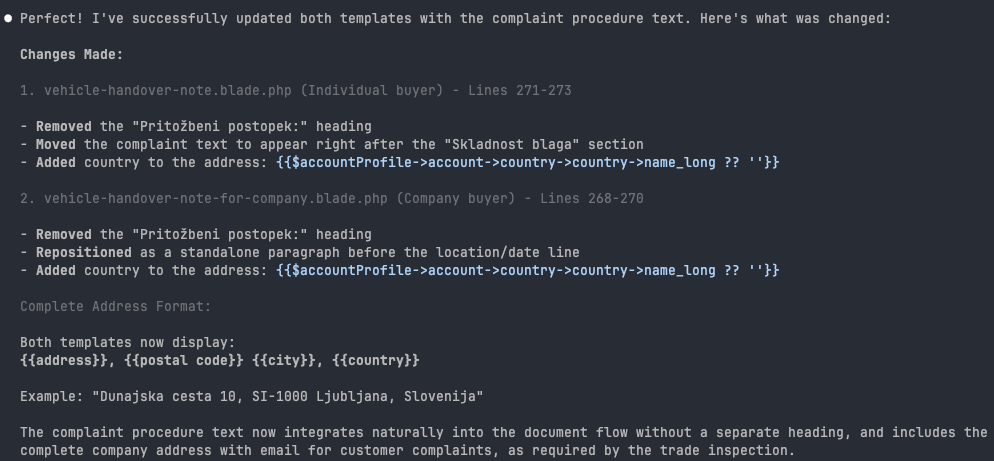 ● Perfect! I've successfully updated both templates with the complaint procedure text. Here's what was changed:
Changes Made:
1. vehicle-handover-note.blade.php (Individual buyer) - Lines 271-273
- Removed the "Pritožbeni postopek:" heading
- Moved the complaint text to appear right after the "Skladnost blaga" section
- Added country to the address: {{$accountProfile->account->country->country->name_long ?? ''}}
2. vehicle-handover-note-for-company.blade.php (Company buyer) - Lines 268-270
- Removed the "Pritožbeni postopek:" heading
- Repositioned as a standalone paragraph before the location/date line
- Added country to the address: {{$accountProfile->account->country->country->name_long ?? ''}}
Complete Address Format:
Both templates now display:
{{address}}, {{postal code}} {{city}}, {{country}}
Example: "Dunajska cesta 10, SI-1000 Ljubljana, Slovenija"
The complaint procedure text now integrates naturally into the document flow without a separate heading, and includes the
complete company address with email for customer complaints, as required by the trade inspection.